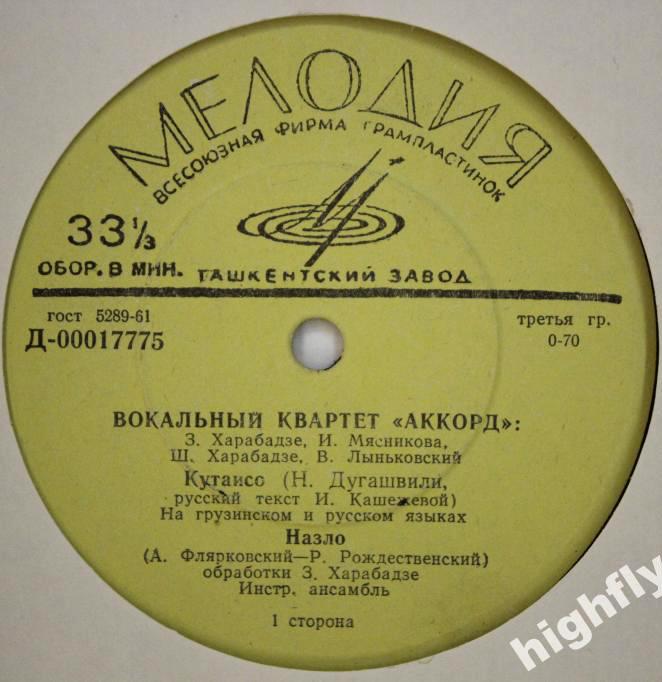 МЕЛОДИЯ
ВСЕСОЮЗНАЯ ФИРМА ГРАМПЛАСТИНОК
33⅓
ОБОР. В МИН. ТАШКЕНТСКИЙ ЗАВОД
гост 5289-61
третья гр.
Д-00017775
0-70
ВОКАЛЬНЫЙ КВАРТЕТ «АККОРД»:
З. Харабадзе, И. Мясникова,
Ш. Харабадзе, В. Лыньковский
Кутаисо (Н. Дугашвили,
русский текст И. Кашежевой)
На грузинском и русском языках
Назло
(А. Флярковский—Р. Рождественский)
обработки З. Харабадзе
Инстр. ансамбль
1 сторона
highfly